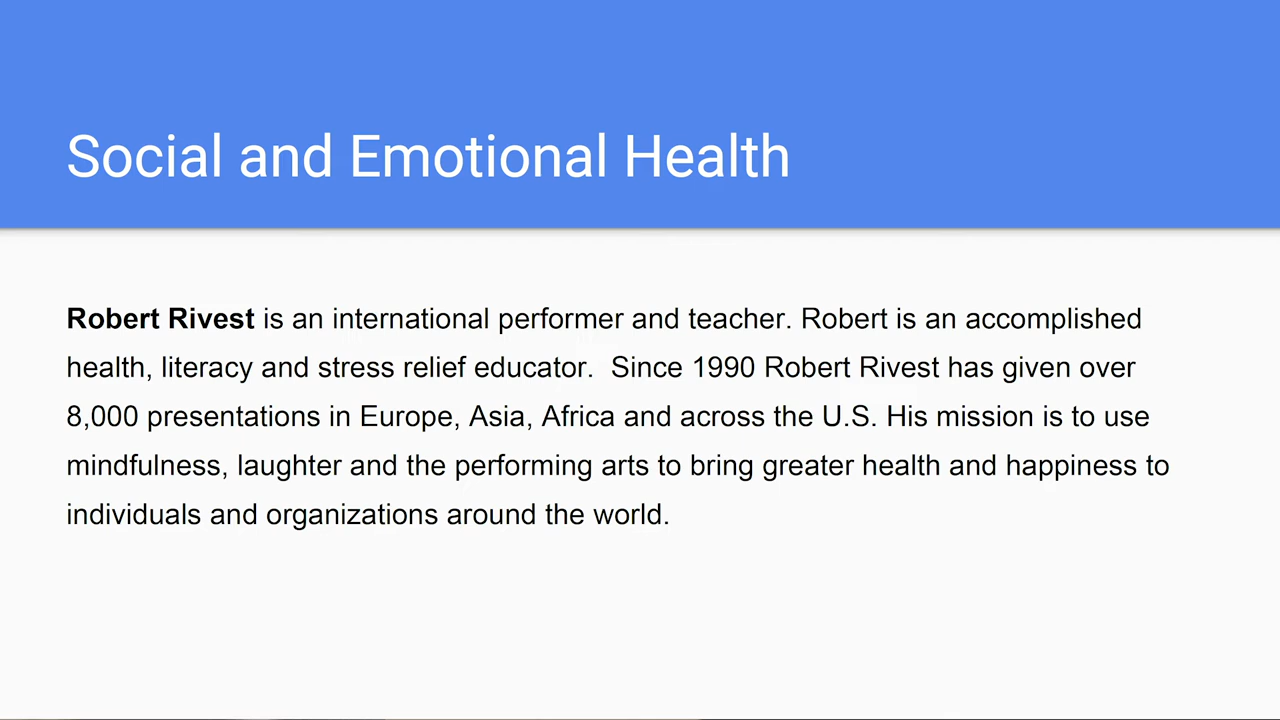 Social and Emotional Health
Robert Rivest is an international performer and teacher. Robert is an accomplished
health, literacy and stress relief educator.  Since 1990 Robert Rivest has given over
8,000 presentations in Europe, Asia, Africa and across the U.S. His mission is to use
mindfulness, laughter and the performing arts to bring greater health and happiness to
individuals and organizations around the world.